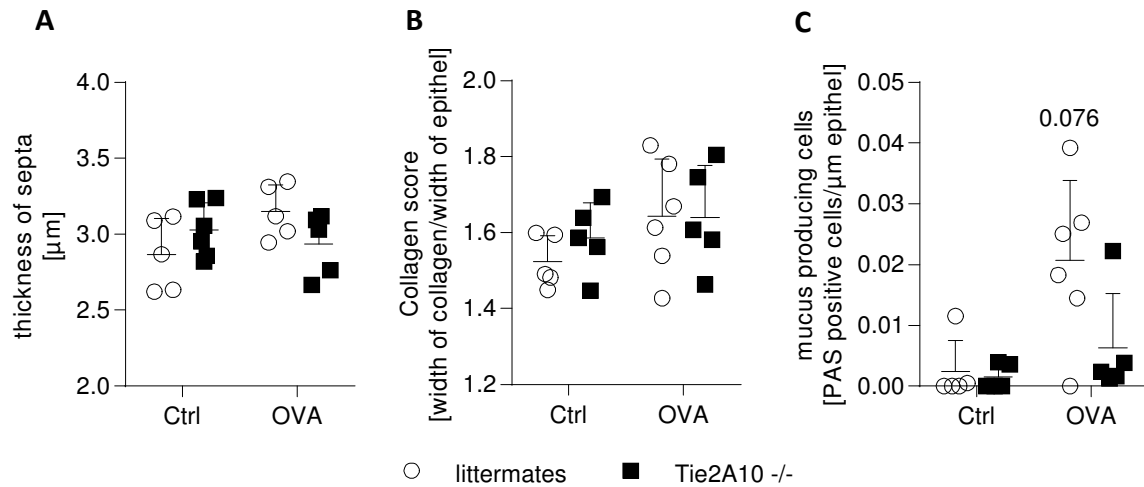 A
thickness of septa
[µm]
4.0
3.5
3.0
2.5
2.0
Ctrl
OVA
B
Collagen score
[width of collagen/width of epithel]
2.0
1.8
1.6
1.4
1.2
Ctrl
OVA
C
mucus producing cells
[PAS positive cells/µm epithel]
0.05
0.04
0.03
0.02
0.01
0.00
0.076
Ctrl
OVA
littermates
Tie2A10 -/-